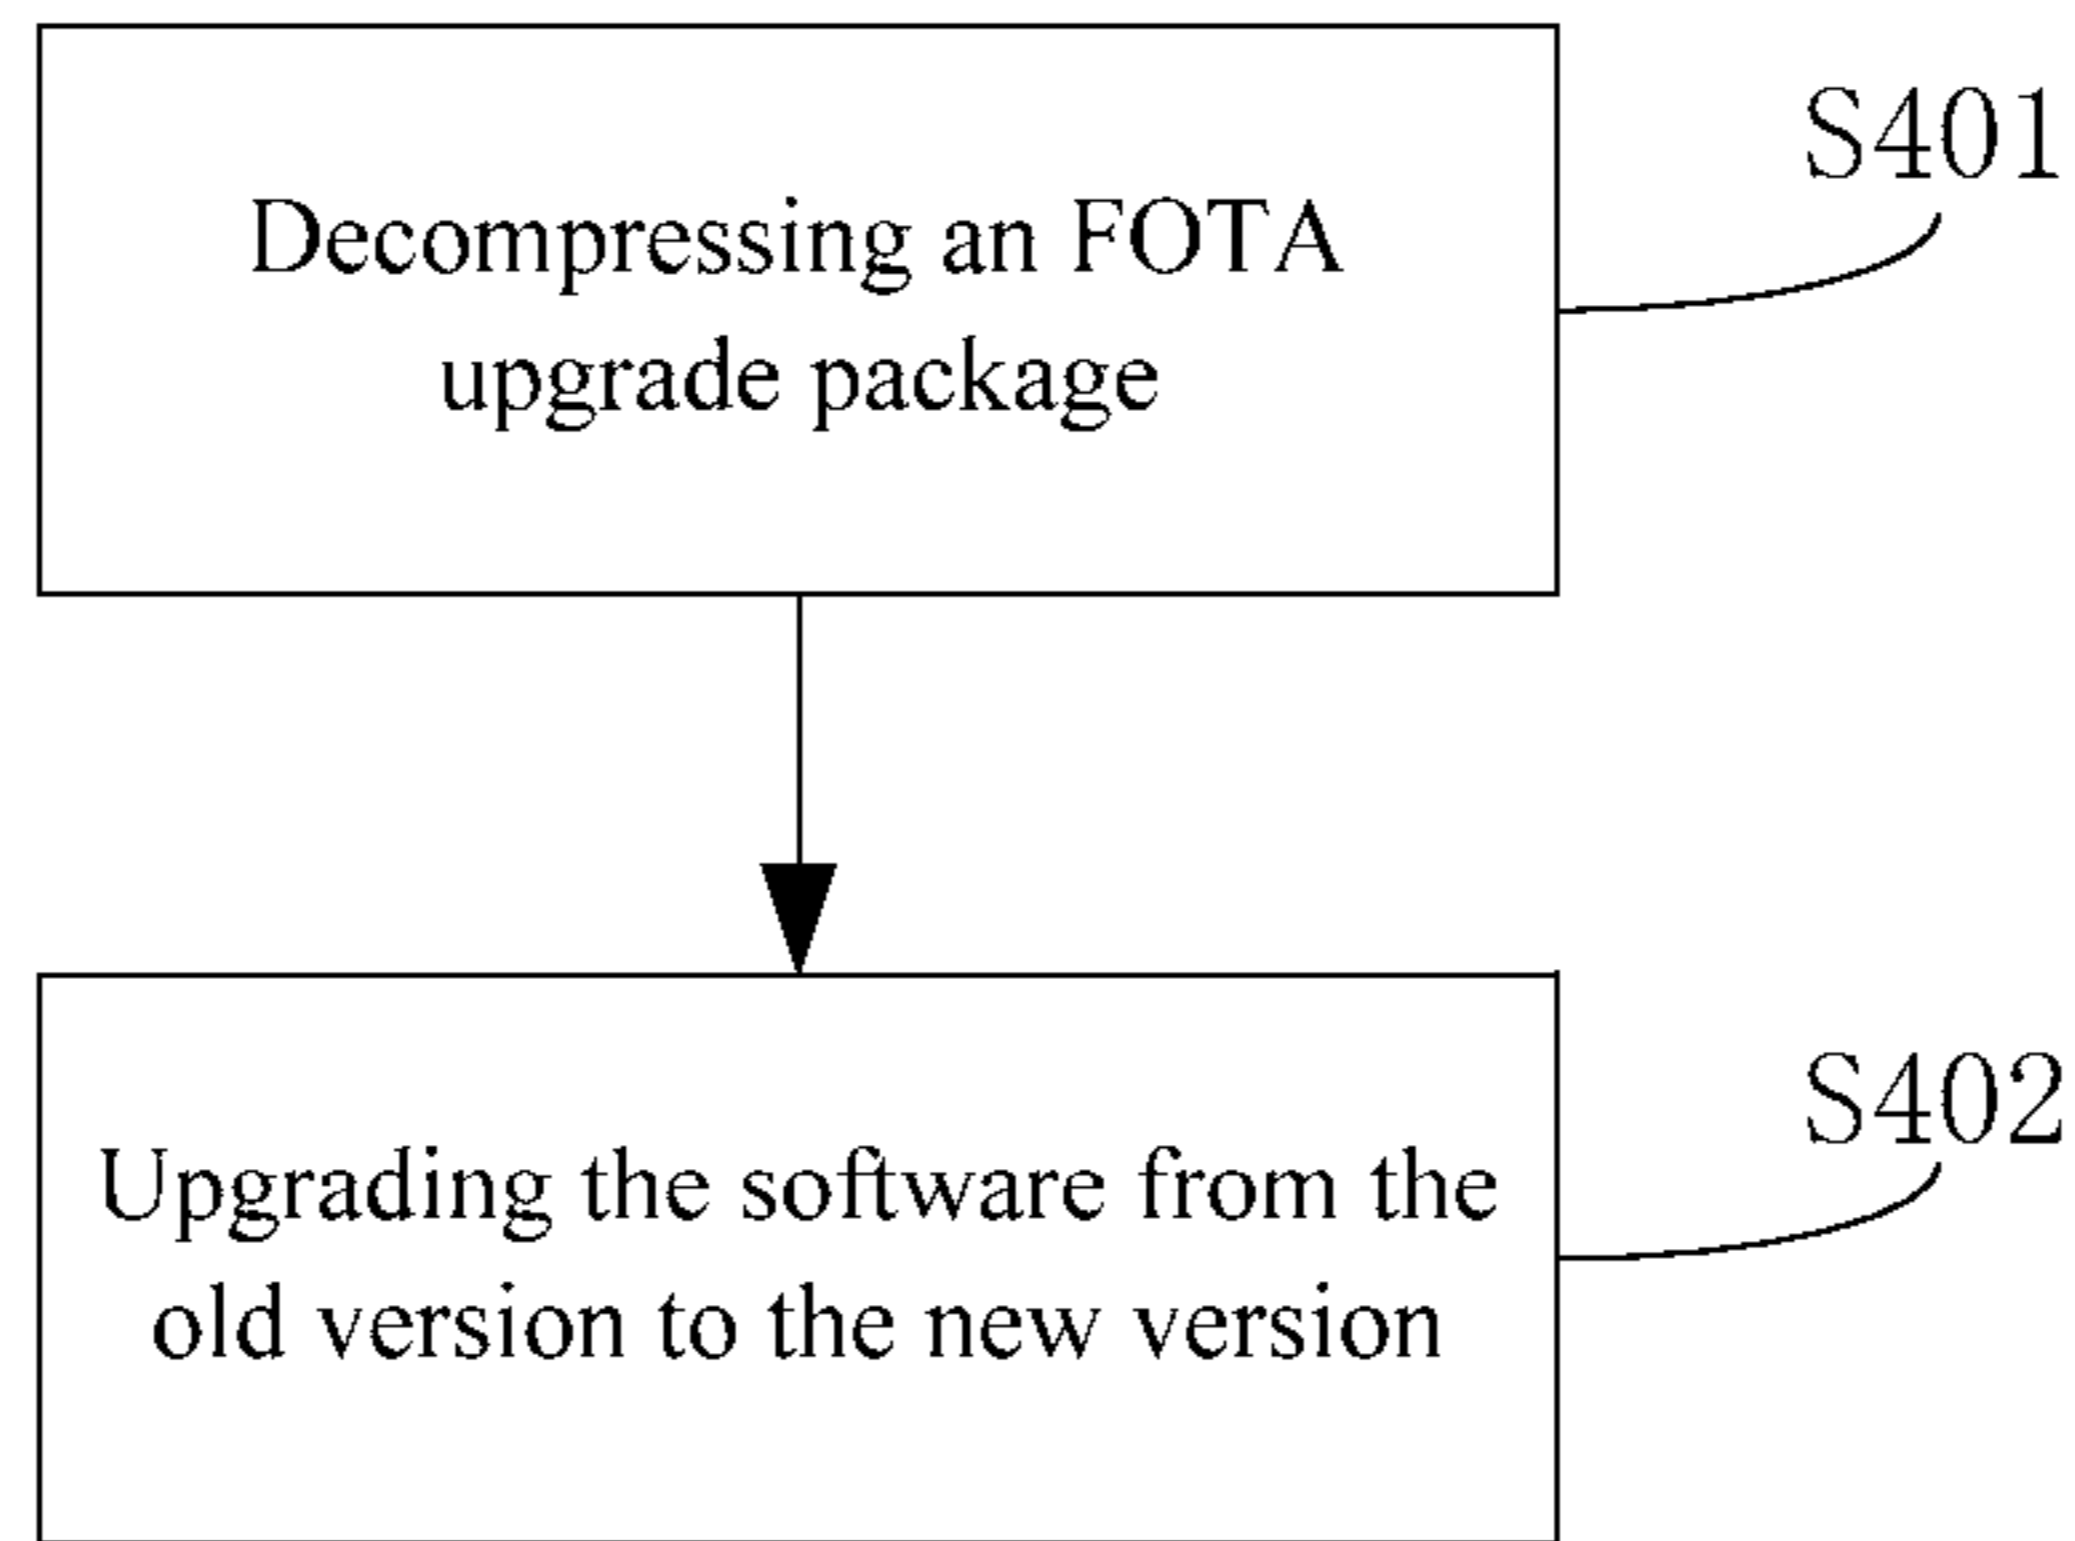 Decompressing an FOTA
upgrade package
S401
Upgrading the software from the
old version to the new version
S402